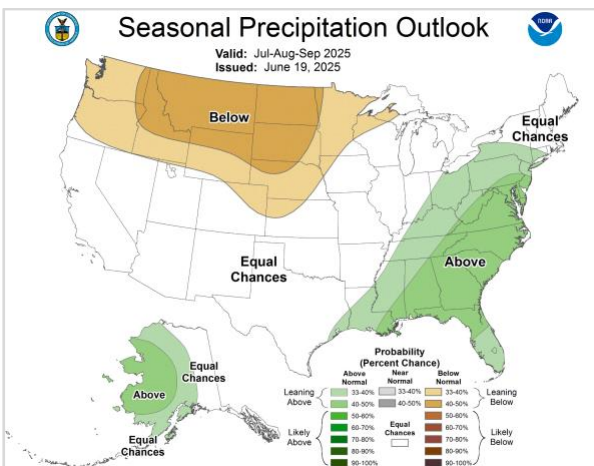 Seasonal Precipitation Outlook
noaa
Valid: Jul-Aug-Sep 2025
Issued: June 19, 2025
Below
Equal
Chances
Equal
Chances
Above
Above
Equal
Chances
Equal
Chances
Probability
(Percent Chance)
Above Normal
Near Normal
Below Normal
Leaning Above
33-40%
40-50%
33-40%
40-50%
33-40%
40-50%
Leaning Below
Likely Above
50-60%
60-70%
70-80%
80-90%
90-100%
Equal Chances
50-60%
60-70%
70-80%
80-90%
90-100%
Likely Below